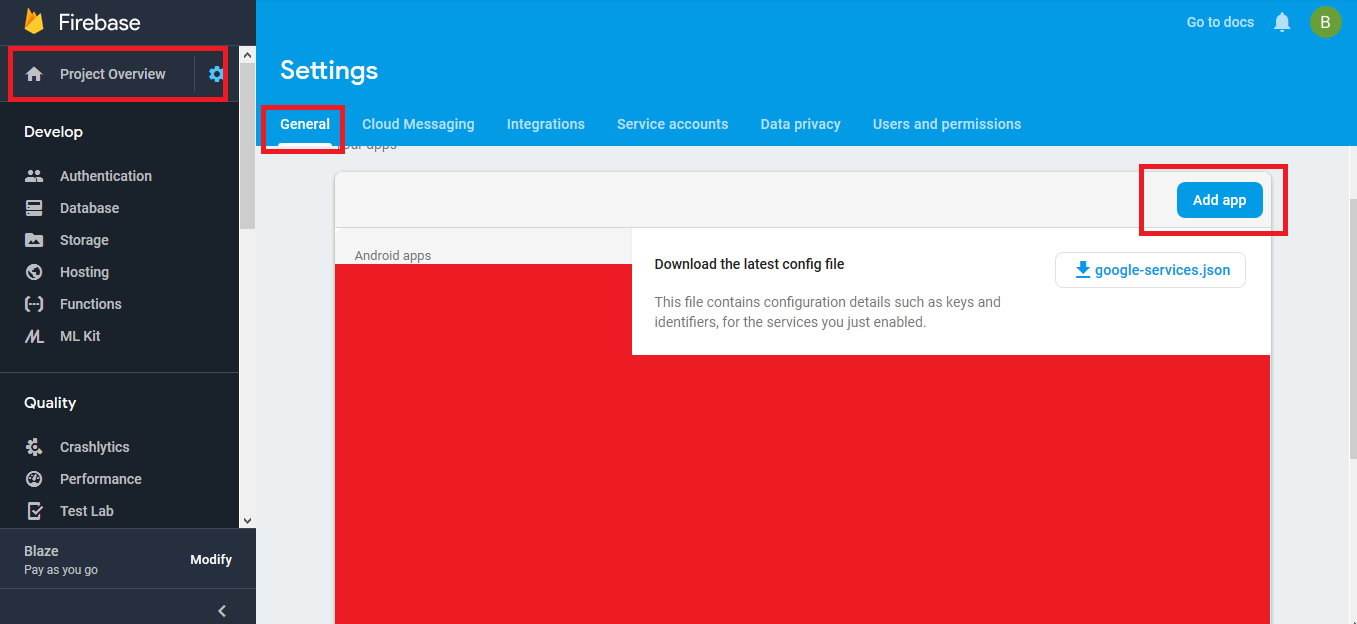 Firebase
Project Overview
Develop
Authentication
Database
Storage
Hosting
Functions
ML Kit
Quality
Crashlytics
Performance
Test Lab
Blaze
Pay as you go
Modify
Go to docs
B
Settings
General
Cloud Messaging
Integrations
Service accounts
Data privacy
Users and permissions
apps
Add app
Android apps
Download the latest config file
google-services.json
This file contains configuration details such as keys and
identifiers, for the services you just enabled.